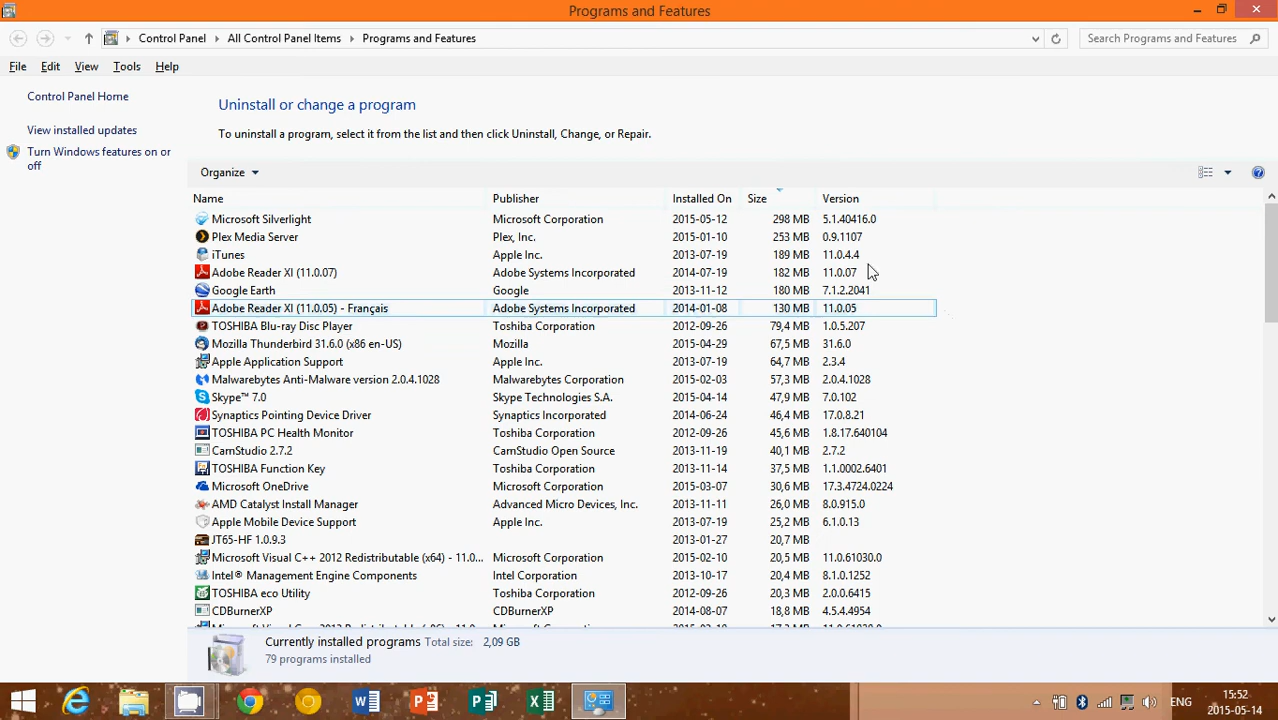 Programs and Features
Control Panel All Control Panel Items Programs and Features Search Programs and Features
File Edit View Tools Help
Control Panel Home
View installed updates
Turn Windows features on or off
Uninstall or change a program
To uninstall a program, select it from the list and then click Uninstall, Change, or Repair.
Organize
Name Publisher Installed On Size Version
Microsoft Silverlight Microsoft Corporation 2015-05-12 298 MB 5.1.40416.0
Plex Media Server Plex, Inc. 2015-01-10 253 MB 0.9.1107
iTunes Apple Inc. 2013-07-19 189 MB 11.0.4.4
Adobe Reader XI (11.0.07) Adobe Systems Incorporated 2014-07-19 182 MB 11.0.07
Google Earth Google 2013-11-12 180 MB 7.1.2.2041
Adobe Reader XI (11.0.05) - Français Adobe Systems Incorporated 2014-01-08 130 MB 11.0.05
TOSHIBA Blu-ray Disc Player Toshiba Corporation 2012-09-26 79,4 MB 1.0.5.207
Mozilla Thunderbird 31.6.0 (x86 en-US) Mozilla 2015-04-29 67,5 MB 31.6.0
Apple Application Support Apple Inc. 2013-07-19 64,7 MB 2.3.4
Malwarebytes Anti-Malware version 2.0.4.1028 Malwarebytes Corporation 2015-02-03 57,3 MB 2.0.4.1028
Skype™ 7.0 Skype Technologies S.A. 2015-04-14 47,9 MB 7.0.102
Synaptics Pointing Device Driver Synaptics Incorporated 2014-06-24 46,4 MB 17.0.8.21
TOSHIBA PC Health Monitor Toshiba Corporation 2012-09-26 45,6 MB 1.8.17.640104
CamStudio 2.7.2 CamStudio Open Source 2013-11-19 40,1 MB 2.7.2
TOSHIBA Function Key Toshiba Corporation 2013-11-14 37,5 MB 1.1.0002.6401
Microsoft OneDrive Microsoft Corporation 2015-03-07 30,6 MB 17.3.4724.0224
AMD Catalyst Install Manager Advanced Micro Devices, Inc. 2013-11-11 26,0 MB 8.0.915.0
Apple Mobile Device Support Apple Inc. 2013-07-19 25,2 MB 6.1.0.13
JT65-HF 1.0.9.3 2013-01-27 20,7 MB
Microsoft Visual C++ 2012 Redistributable (x64) - 11.0... Microsoft Corporation 2015-02-10 20,5 MB 11.0.61030.0
Intel® Management Engine Components Intel Corporation 2013-10-17 20,3 MB 8.1.0.1252
TOSHIBA eco Utility Toshiba Corporation 2012-09-26 20,3 MB 2.0.0.6415
CDBurnerXP CDBurnerXP 2014-08-07 18,8 MB 4.5.4.4954
Currently installed programs Total size: 2,09 GB
79 programs installed
ENG 15:52
2015-05-14